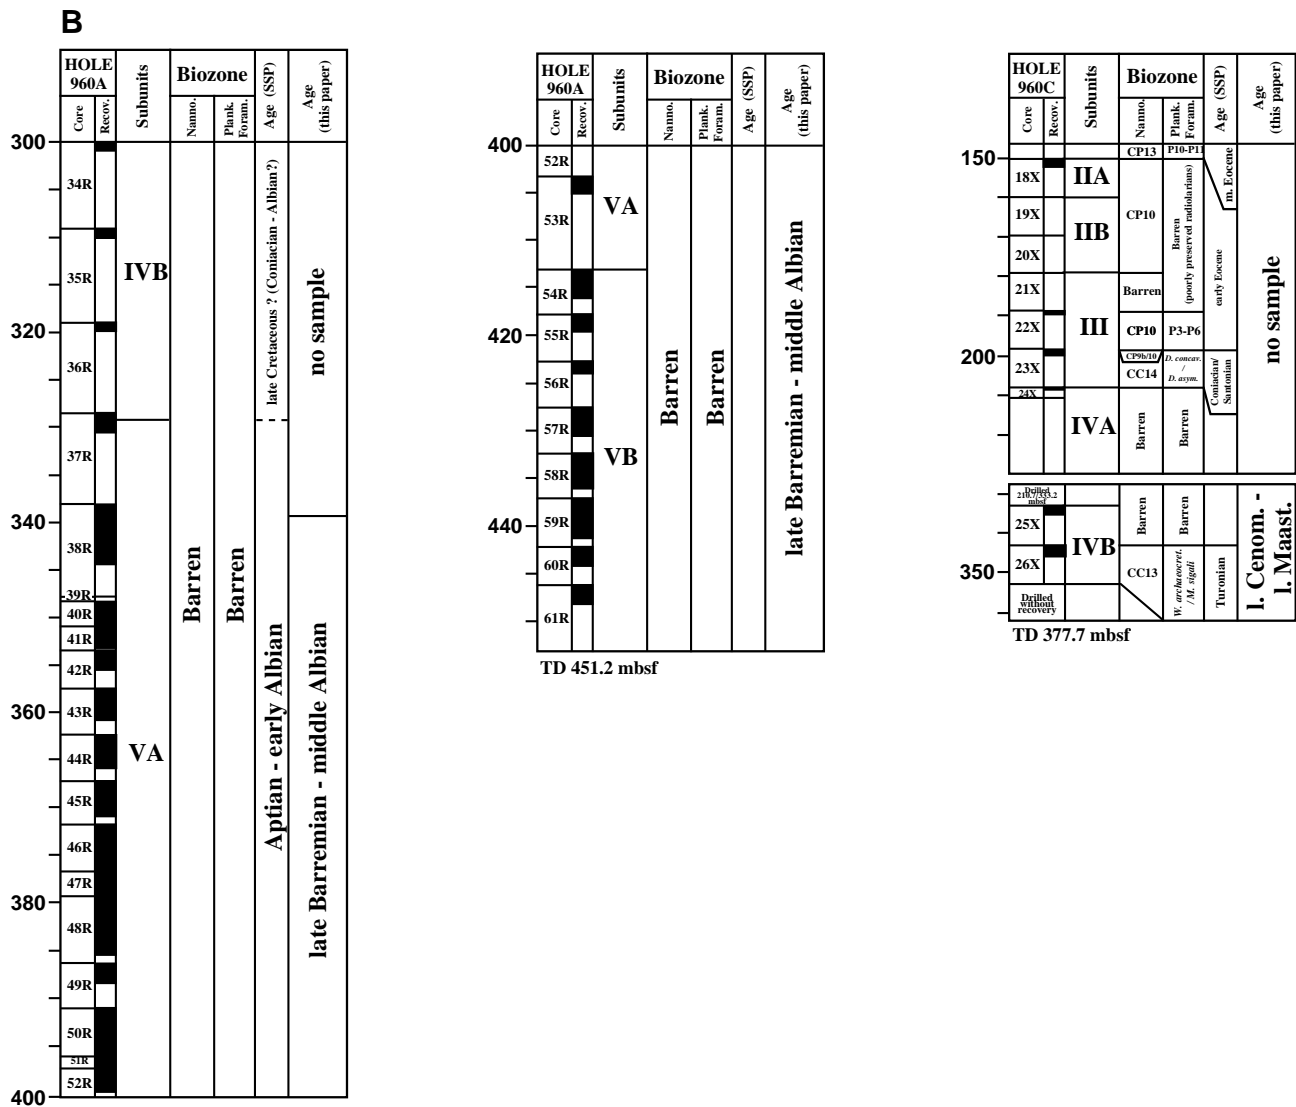 B
HOLE
960A
Core
Recov.
Subunits
Biozone
Nanno.
Plank.
Foram.
Age (SSP)
Age
(this paper)
300
320
340
360
380
400
34R
35R
36R
37R
38R
39R
40R
41R
42R
43R
44R
45R
46R
47R
48R
49R
50R
51R
52R
IVB
VA
Barren
Barren
late Cretaceous ? (Coniacian - Albian?)
Aptian - early Albian
no sample
late Barremian - middle Albian
HOLE
960A
Core
Recov.
Subunits
Biozone
Nanno.
Plank.
Foram.
Age (SSP)
Age
(this paper)
400
420
440
52R
53R
54R
55R
56R
57R
58R
59R
60R
61R
VA
VB
Barren
Barren
late Barremian - middle Albian
TD 451.2 mbsf
HOLE
960C
Core
Recov.
Subunits
Biozone
Nanno.
Plank.
Foram.
Age (SSP)
Age
(this paper)
150
200
18X
19X
20X
21X
22X
23X
24X
IIA
IIB
III
IVA
CP13
CP10
Barren
CP10
CP9b/10
CC14
Barren
P10-P11
Barren
(poorly preserved radiolarians)
P3-P6
D. concav.
/
D. asym.
Barren
m. Eocene
early Eocene
Coniacian/
Santonian
no sample
Drilled
210.7/333.2
mbsf
25X
26X
350
Drilled
without
recovery
IVB
Barren
CC13
Barren
W. archaeocret.
/ M. sigali
Turonian
l. Cenom. -
l. Maast.
TD 377.7 mbsf